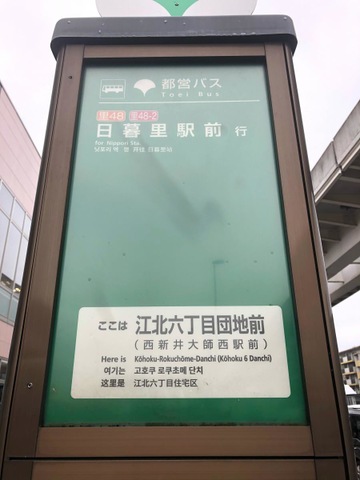 都営バス
Toei Bus
里48 里48-2
日暮里駅前 行
for Nippori Sta.
ここは 江北六丁目団地前
(西新井大師西駅前)
Here is Kōhoku-Rokuchōme-Danchi (Kōhoku 6 Danchi)
여기는 고호쿠 로쿠초메 단치
这里是 江北六丁目住宅区